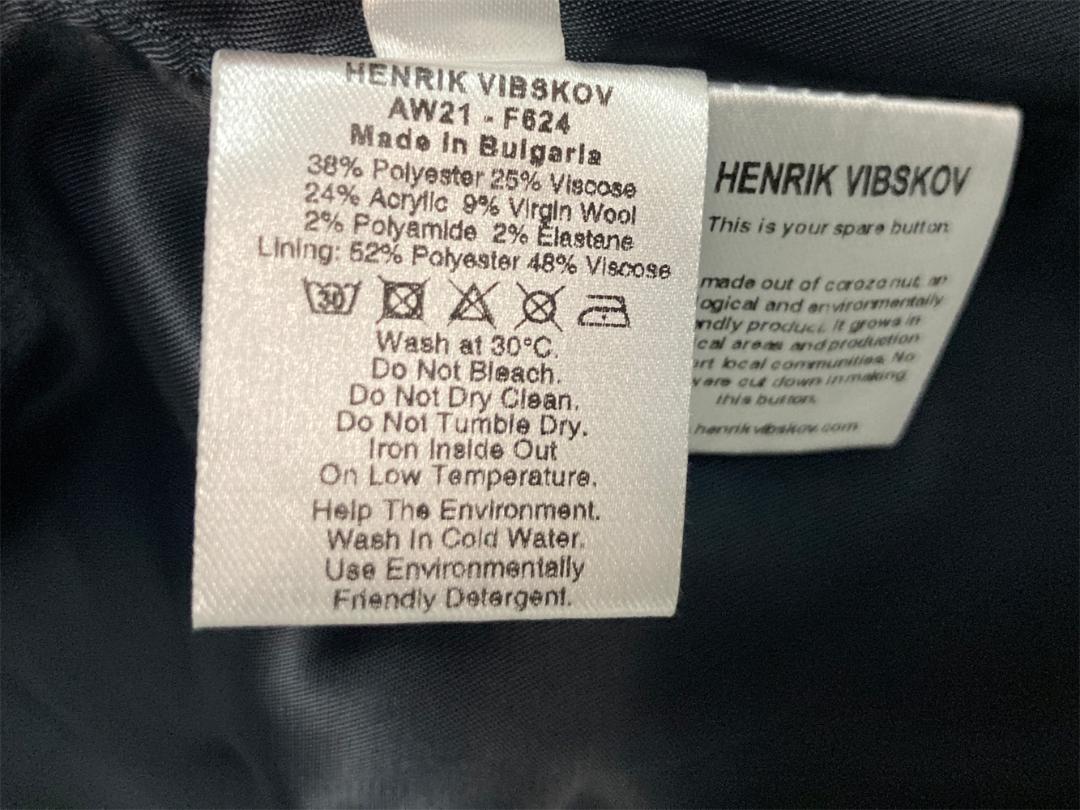 HENRIK VIBSKOV
AW21 - F624
Made In Bulgaria
38% Polyester 25% Viscose
24% Acrylic 9% Virgin Wool
2% Polyamide 2% Elastane
Lining: 52% Polyester 48% Viscose
30
Wash at 30°C.
Do Not Bleach.
Do Not Dry Clean.
Do Not Tumble Dry.
Iron Inside Out
On Low Temperature.
Help The Environment.
Wash In Cold Water.
Use Environmentally
Friendly Detergent.
HENRIK VIBSKOV
This is your spare button
made out of corozo nut, an
ogical and environmentally
ndly product. It grows in
cal areas and production
rt local communities. No
were cut down in making
this button.
henrikvibskov.com